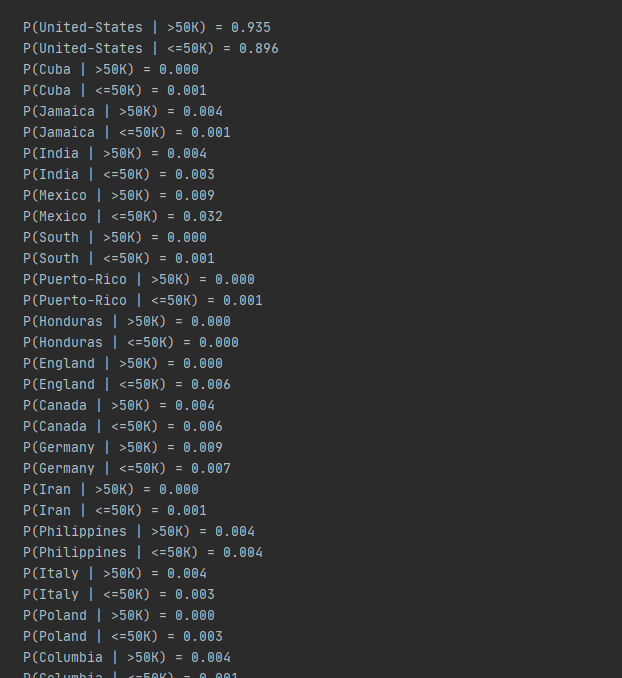 P(United-States | >50K) = 0.935
P(United-States | <=50K) = 0.896
P(Cuba | >50K) = 0.000
P(Cuba | <=50K) = 0.001
P(Jamaica | >50K) = 0.004
P(Jamaica | <=50K) = 0.001
P(India | >50K) = 0.004
P(India | <=50K) = 0.003
P(Mexico | >50K) = 0.009
P(Mexico | <=50K) = 0.032
P(South | >50K) = 0.000
P(South | <=50K) = 0.001
P(Puerto-Rico | >50K) = 0.000
P(Puerto-Rico | <=50K) = 0.001
P(Honduras | >50K) = 0.000
P(Honduras | <=50K) = 0.000
P(England | >50K) = 0.000
P(England | <=50K) = 0.006
P(Canada | >50K) = 0.004
P(Canada | <=50K) = 0.006
P(Germany | >50K) = 0.009
P(Germany | <=50K) = 0.007
P(Iran | >50K) = 0.000
P(Iran | <=50K) = 0.001
P(Philippines | >50K) = 0.004
P(Philippines | <=50K) = 0.004
P(Italy | >50K) = 0.004
P(Italy | <=50K) = 0.003
P(Poland | >50K) = 0.000
P(Poland | <=50K) = 0.003
P(Columbia | >50K) = 0.004
P(Columbia | <=50K) = 0.001